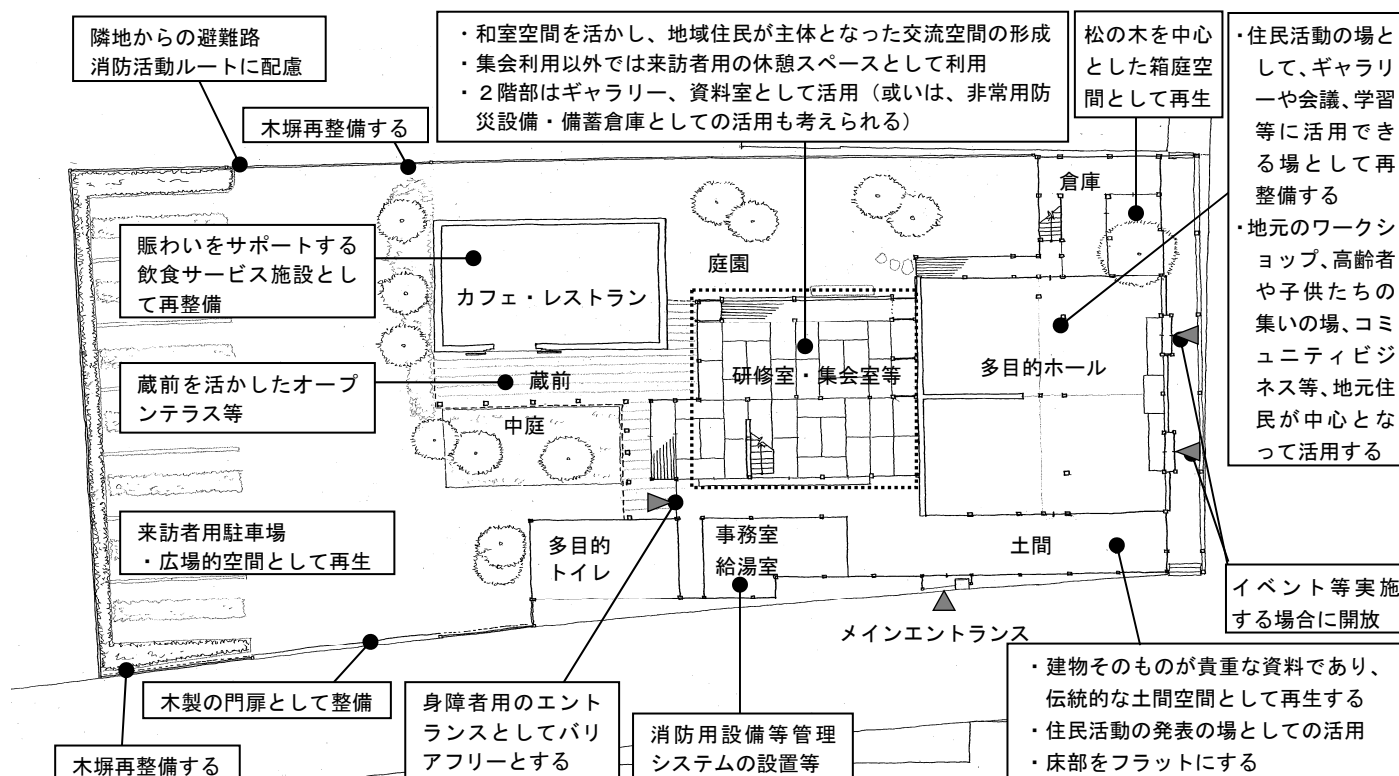 隣地からの避難路
消防活動ルートに配慮
木塀再整備する
・和室空間を活かし、地域住民が主体となった交流空間の形成
・集会利用以外では来訪者用の休憩スペースとして利用
・２階部はギャラリー、資料室として活用（或いは、非常用防
災設備・備蓄倉庫としての活用も考えられる）
松の木を中心
とした箱庭空
間として再生
・住民活動の場と
して、ギャラリ
ーや会議、学習
等に活用でき
る場として再
整備する
・地元のワークシ
ョップ、高齢者
や子供たちの
集いの場、コミ
ュニティビジ
ネス等、地元住
民が中心とな
って活用する
倉庫
賑わいをサポートする
飲食サービス施設とし
て再整備
カフェ・レストラン
庭園
蔵前を活かしたオープ
ンテラス等
蔵前
中庭
研修室・集会室等
多目的ホール
来訪者用駐車場
・広場的空間として再生
多目的
トイレ
事務室
給湯室
土間
メインエントランス
イベント等実施
する場合に開放
木製の門扉として整備
木塀再整備する
身障者用のエント
ランスとしてバリ
アフリーとする
消防用設備等管理
システムの設置等
・建物そのものが貴重な資料であり、
伝統的な土間空間として再生する
・住民活動の発表の場としての活用
・床部をフラットにする